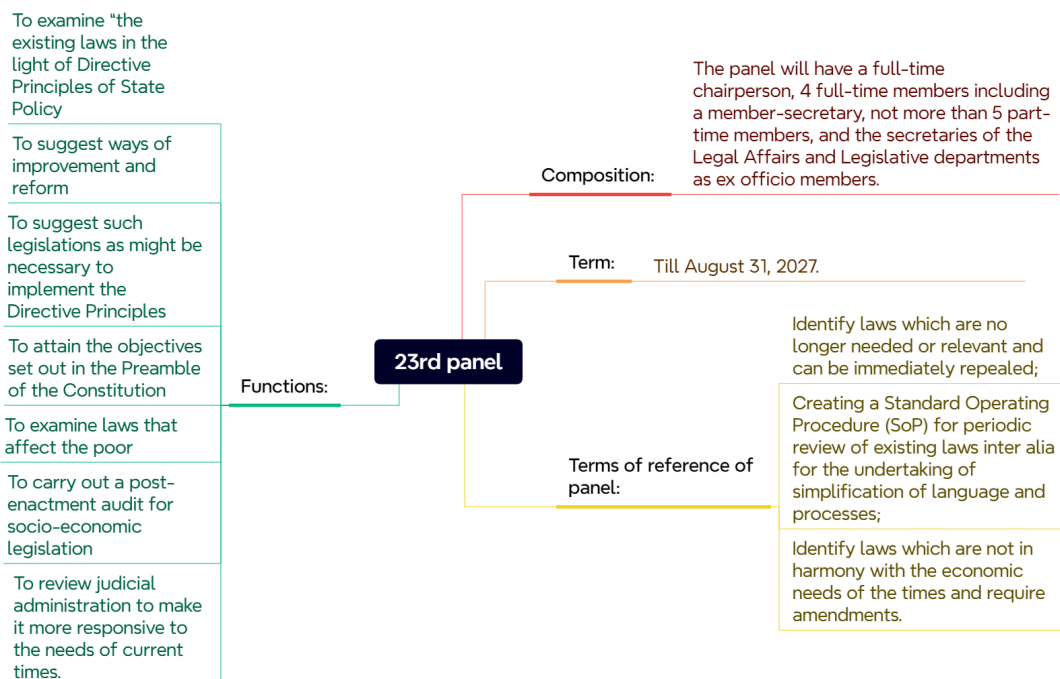 To examine "the
existing laws in the
light of Directive
Principles of State
Policy
To suggest ways of
improvement and
reform
To suggest such
legislations as might be
necessary to
implement the
Directive Principles
To attain the objectives
set out in the Preamble
of the Constitution
To examine laws that
affect the poor
To carry out a post-
enactment audit for
socio-economic
legislation
To review judicial
administration to make
it more responsive to
the needs of current
times.
Functions:
23rd panel
Composition:
The panel will have a full-time
chairperson, 4 full-time members including
a member-secretary, not more than 5 part-
time members, and the secretaries of the
Legal Affairs and Legislative departments
as ex officio members.
Term:
Till August 31, 2027.
Terms of reference of
panel:
Identify laws which are no
longer needed or relevant and
can be immediately repealed;
Creating a Standard Operating
Procedure (SoP) for periodic
review of existing laws inter alia
for the undertaking of
simplification of language and
processes;
Identify laws which are not in
harmony with the economic
needs of the times and require
amendments.